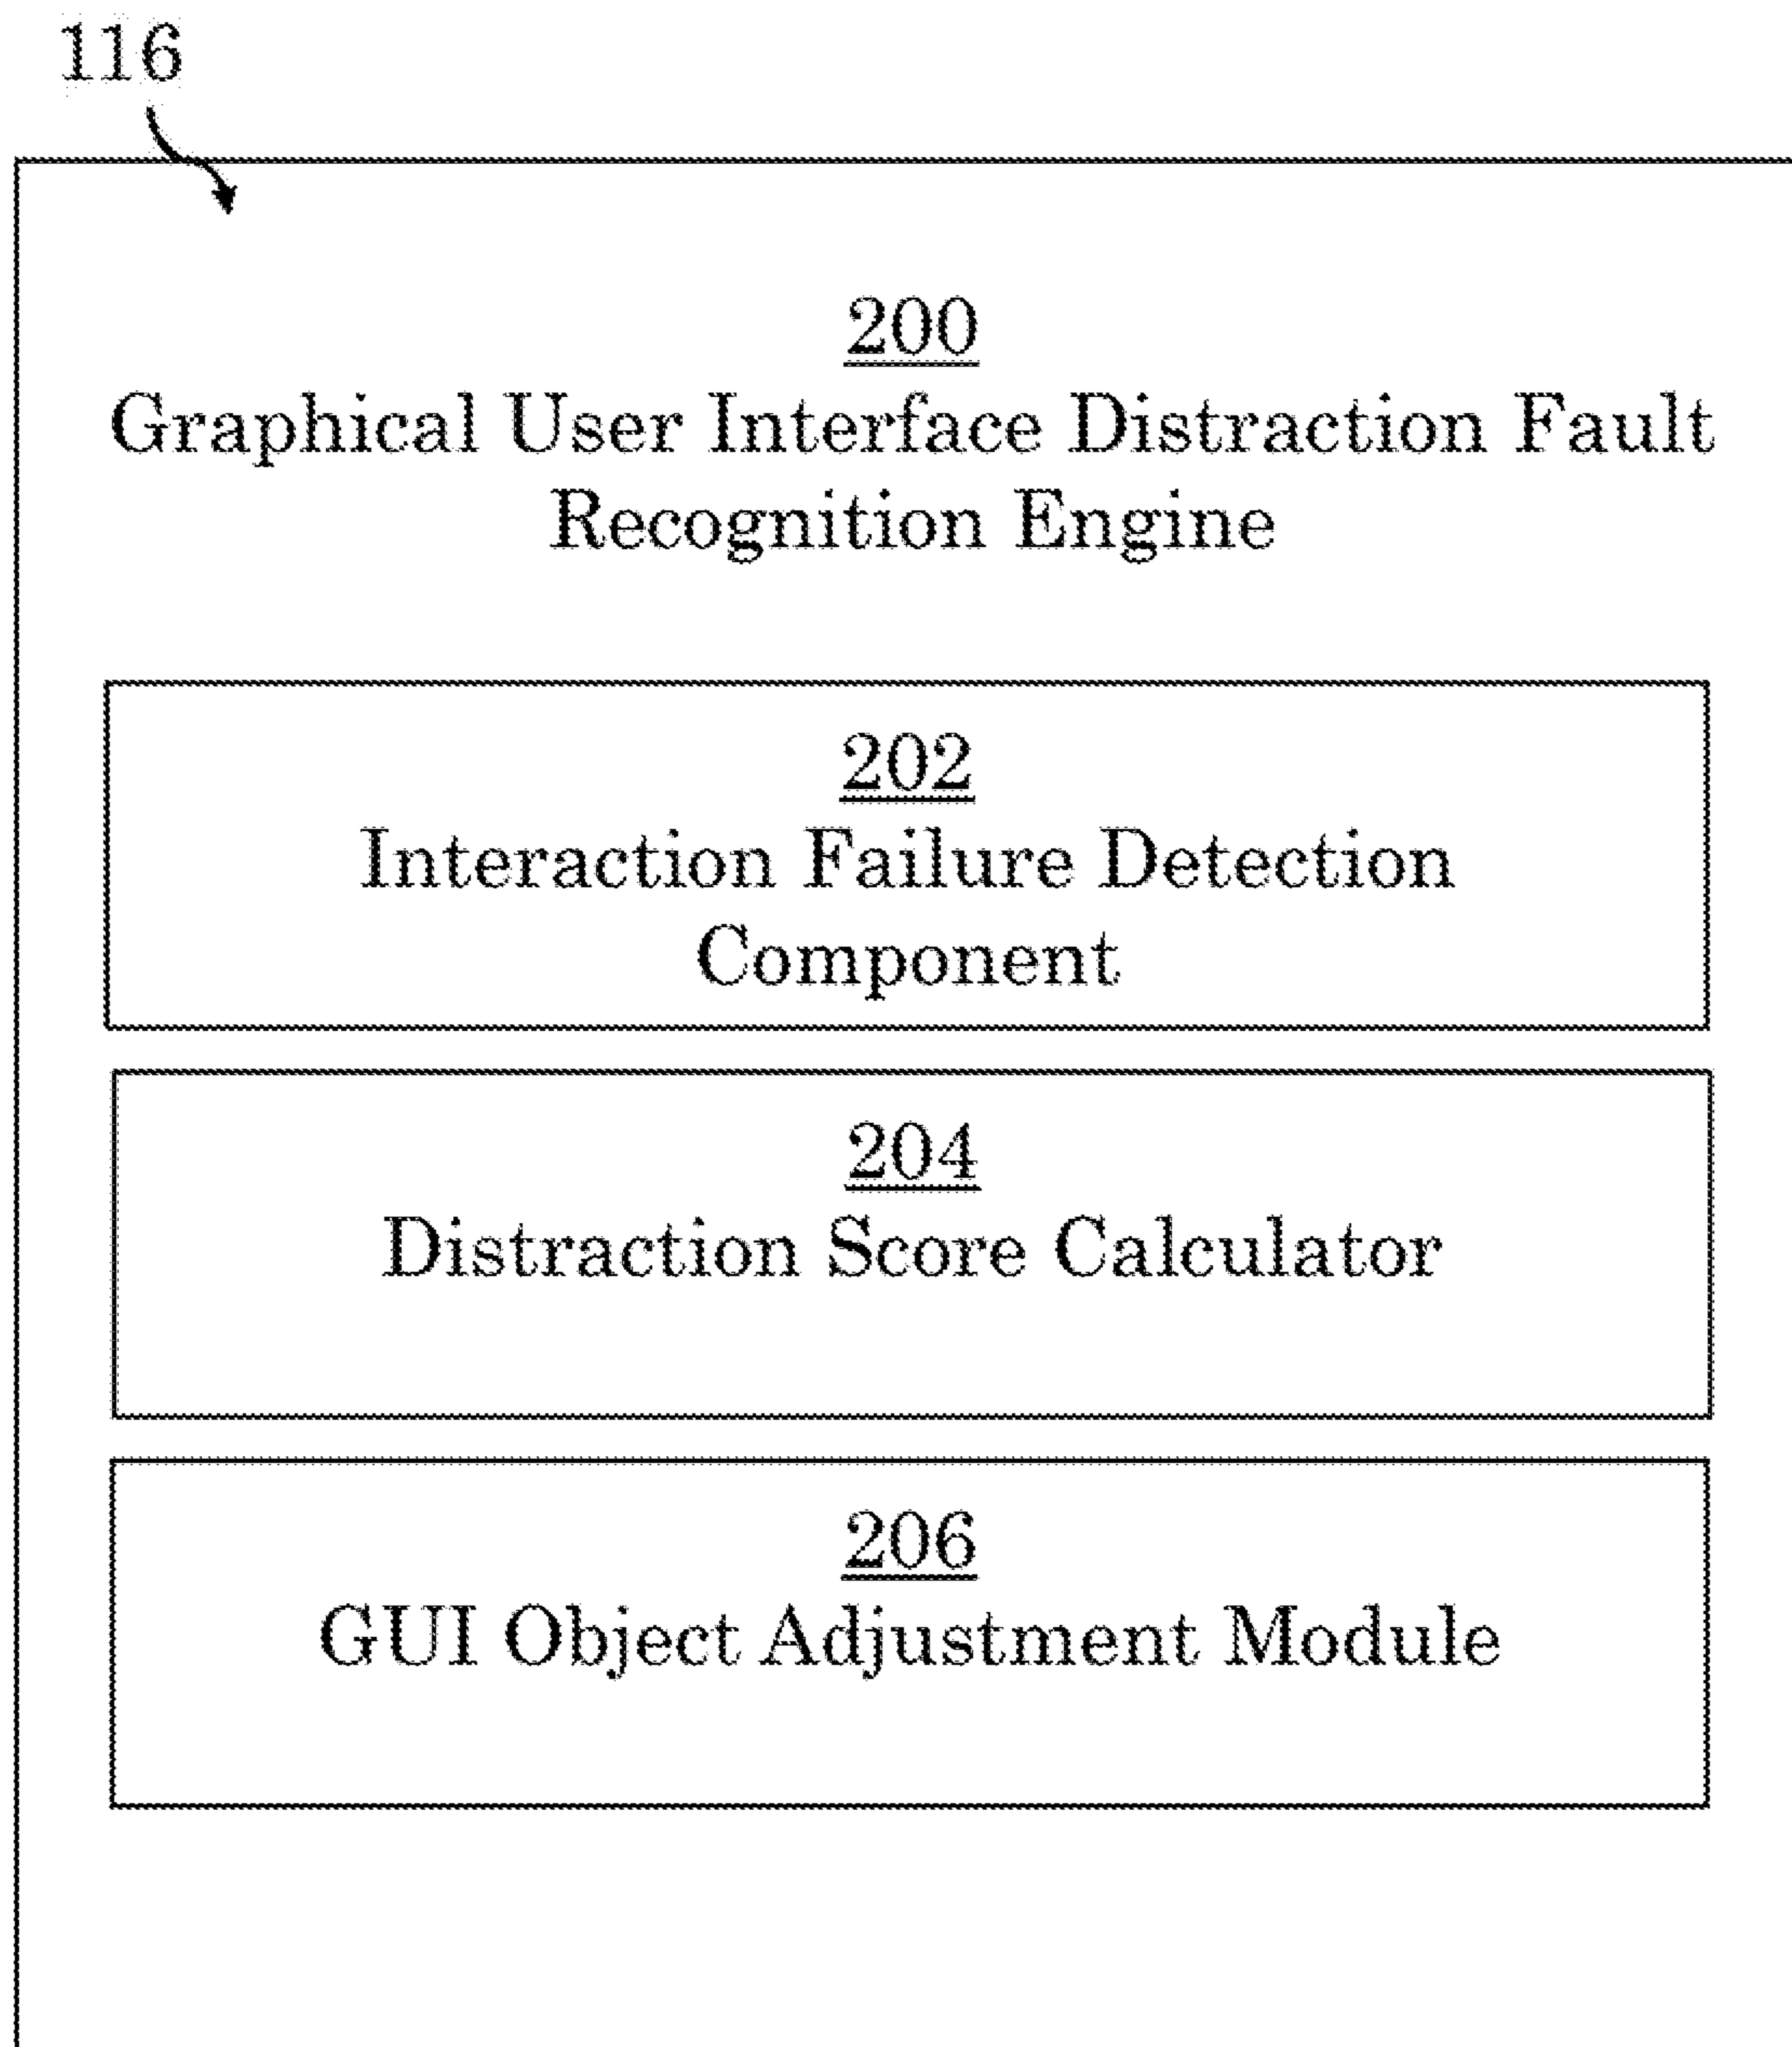 116
200
Graphical User Interface Distraction Fault
Recognition Engine
202
Interaction Failure Detection
Component
204
Distraction Score Calculator
206
GUI Object Adjustment Module